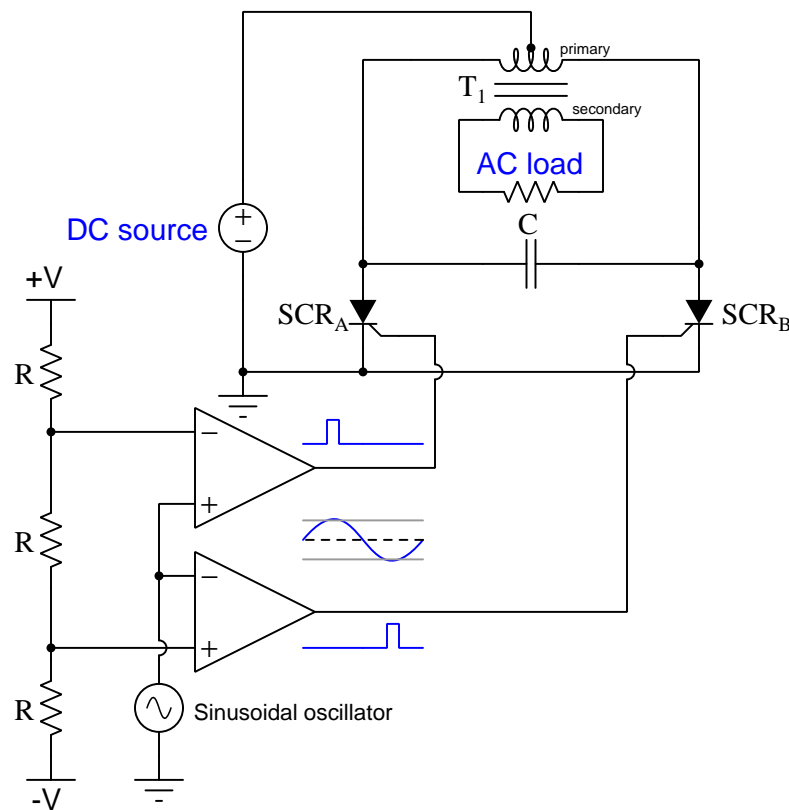 primary
T1
secondary
AC load
C
DC source
+
−
SCRA
SCRB
+V
R
−
+
R
−
+
R
Sinusoidal oscillator
-V